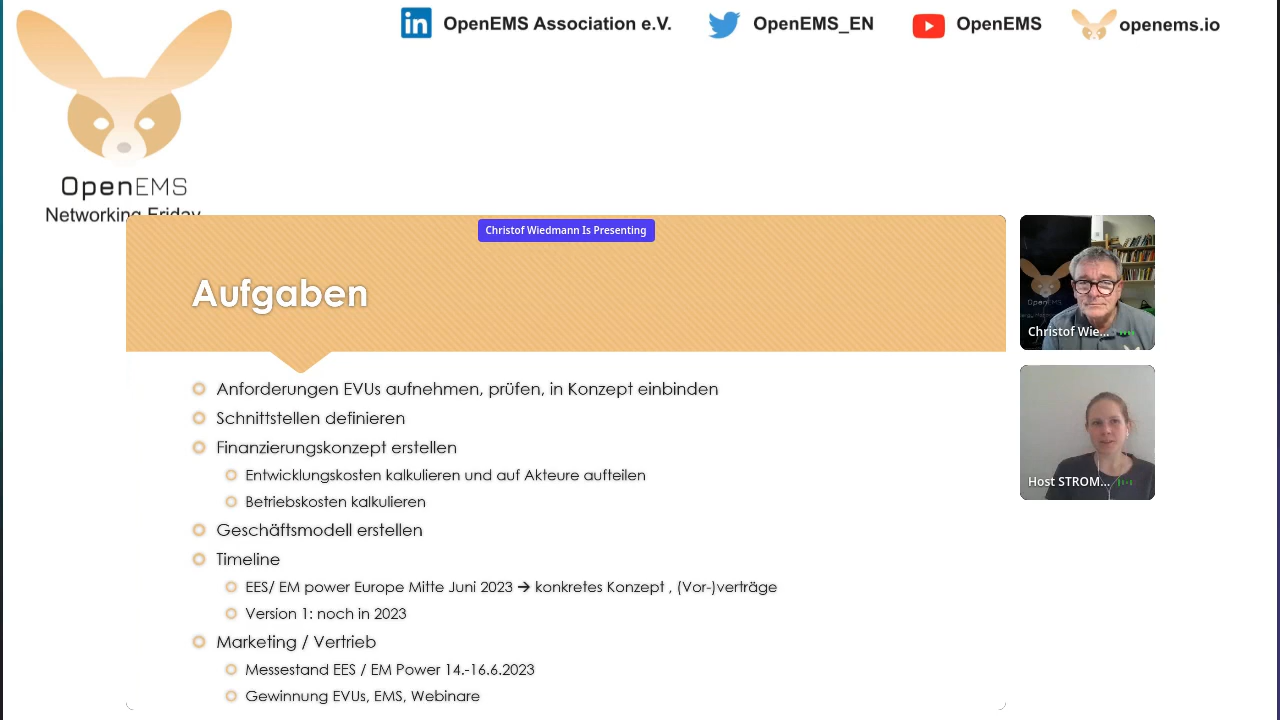 OpenEMS Association e.V.
OpenEMS_EN
OpenEMS
openems.io
OpenEMS
Networking Friday
Christof Wiedmann Is Presenting
Aufgaben
Anforderungen EVUs aufnehmen, prüfen, in Konzept einbinden
Schnittstellen definieren
Finanzierungskonzept erstellen
Entwicklungskosten kalkulieren und auf Akteure aufteilen
Betriebskosten kalkulieren
Geschäftsmodell erstellen
Timeline
EES/ EM power Europe Mitte Juni 2023 → konkretes Konzept , (Vor-)verträge
Version 1: noch in 2023
Marketing / Vertrieb
Messestand EES / EM Power 14.-16.6.2023
Gewinnung EVUs, EMS, Webinare
OpenEMS
Christof Wie...
Host STROM...